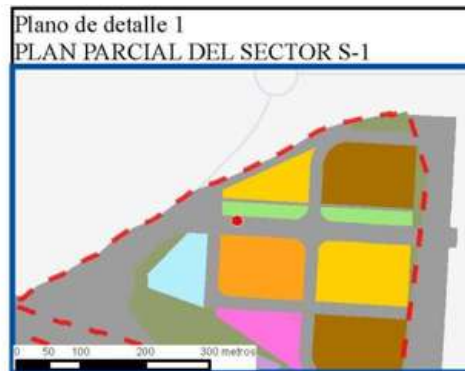 Plano de detalle 1
PLAN PARCIAL DEL SECTOR S-1
0 50 100 200 300 metros